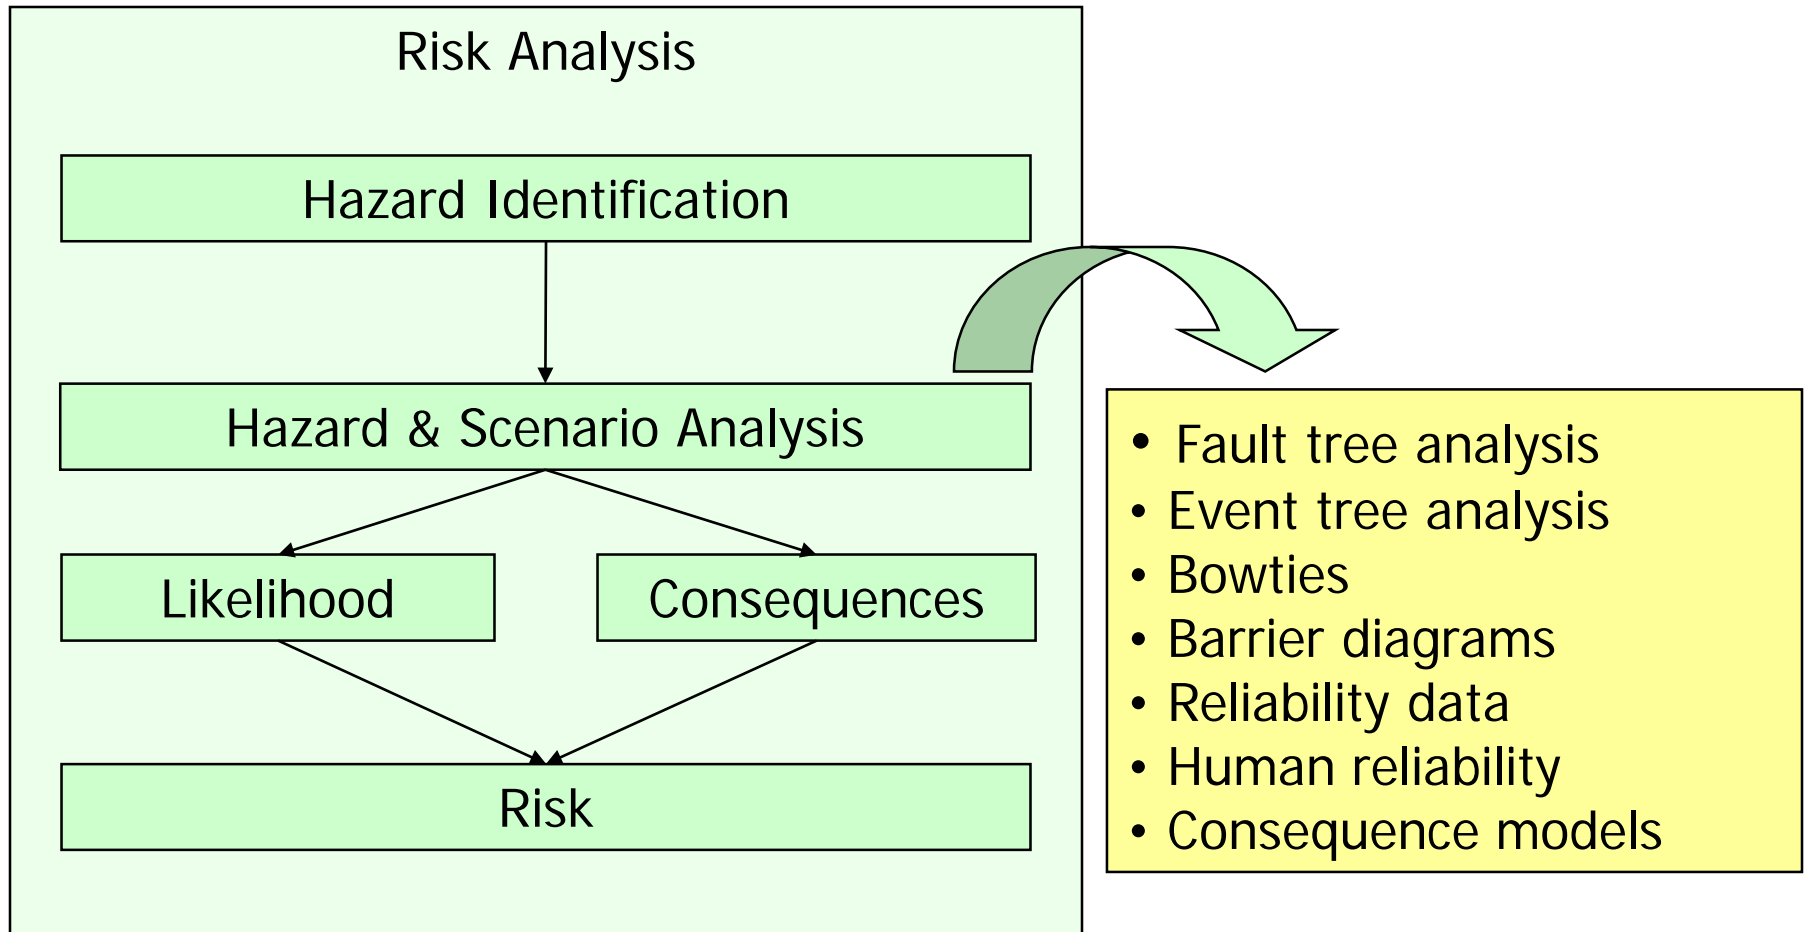 Risk Analysis
Hazard Identification
Hazard & Scenario Analysis
Likelihood
Consequences
Risk
• Fault tree analysis
• Event tree analysis
• Bowties
• Barrier diagrams
• Reliability data
• Human reliability
• Consequence models